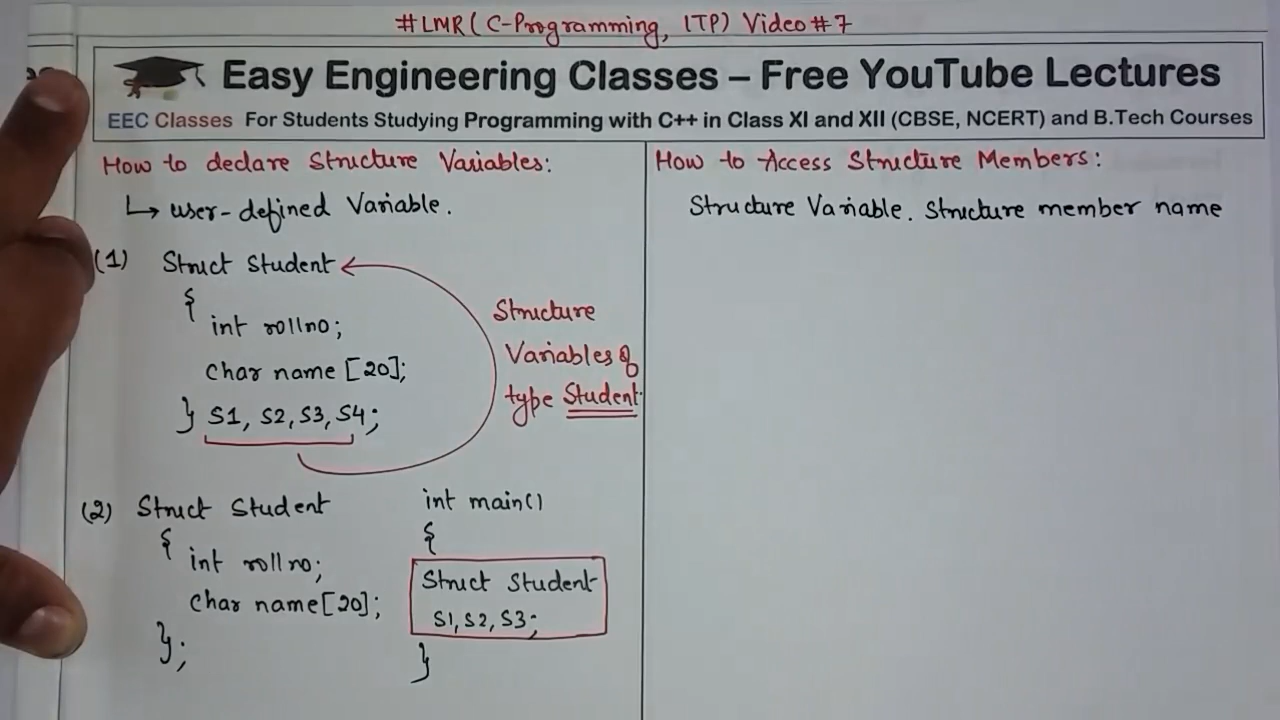 #LMR (C-Programming, ITP) Video #7
Easy Engineering Classes – Free YouTube Lectures
EEC Classes For Students Studying Programming with C++ in Class XI and XII (CBSE, NCERT) and B.Tech Courses
How to declare Structure Variables:
↳ user-defined Variable.
(1) Struct Student
{
int rollno;
char name [20];
} S1, S2, S3, S4;
Structure
Variables of
type Student.
(2) Struct Student
{
int rollno;
char name[20];
};
int main()
{
Struct Student
S1, S2, S3;
}
How to Access Structure Members:
Structure Variable. Structure member name